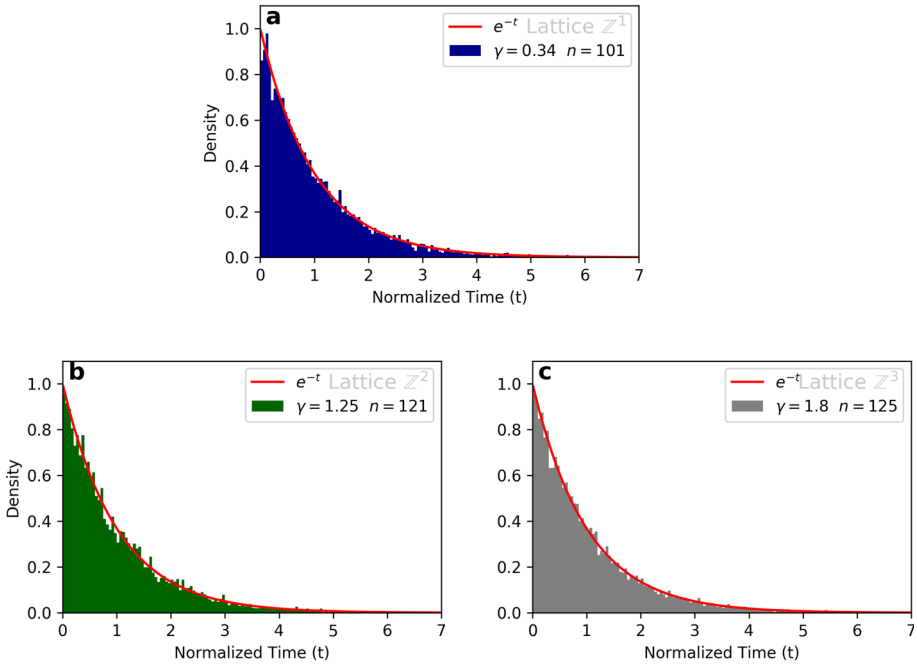 a
1.0
0.8
0.6
0.4
0.2
0.0
Density
e^{-t} Lattice ℤ^1
γ = 0.34 n = 101
0 1 2 3 4 5 6 7
Normalized Time (t)
b
1.0
0.8
0.6
0.4
0.2
0.0
Density
e^{-t} Lattice ℤ^2
γ = 1.25 n = 121
0 1 2 3 4 5 6 7
Normalized Time (t)
c
1.0
0.8
0.6
0.4
0.2
0.0
e^{-t} Lattice ℤ^3
γ = 1.8 n = 125
0 1 2 3 4 5 6 7
Normalized Time (t)